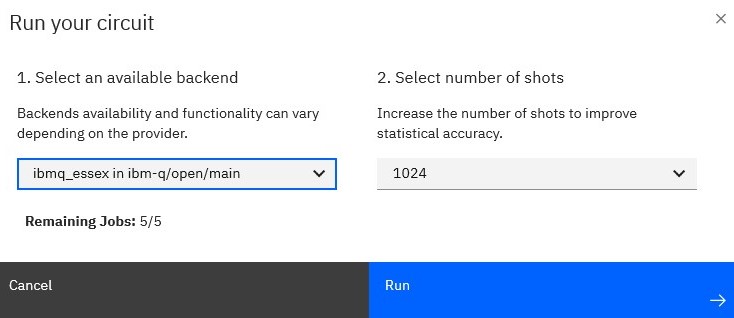 Run your circuit
1. Select an available backend
Backends availability and functionality can vary
depending on the provider.
ibmq_essex in ibm-q/open/main
Remaining Jobs: 5/5
2. Select number of shots
Increase the number of shots to improve
statistical accuracy.
1024
Cancel
Run